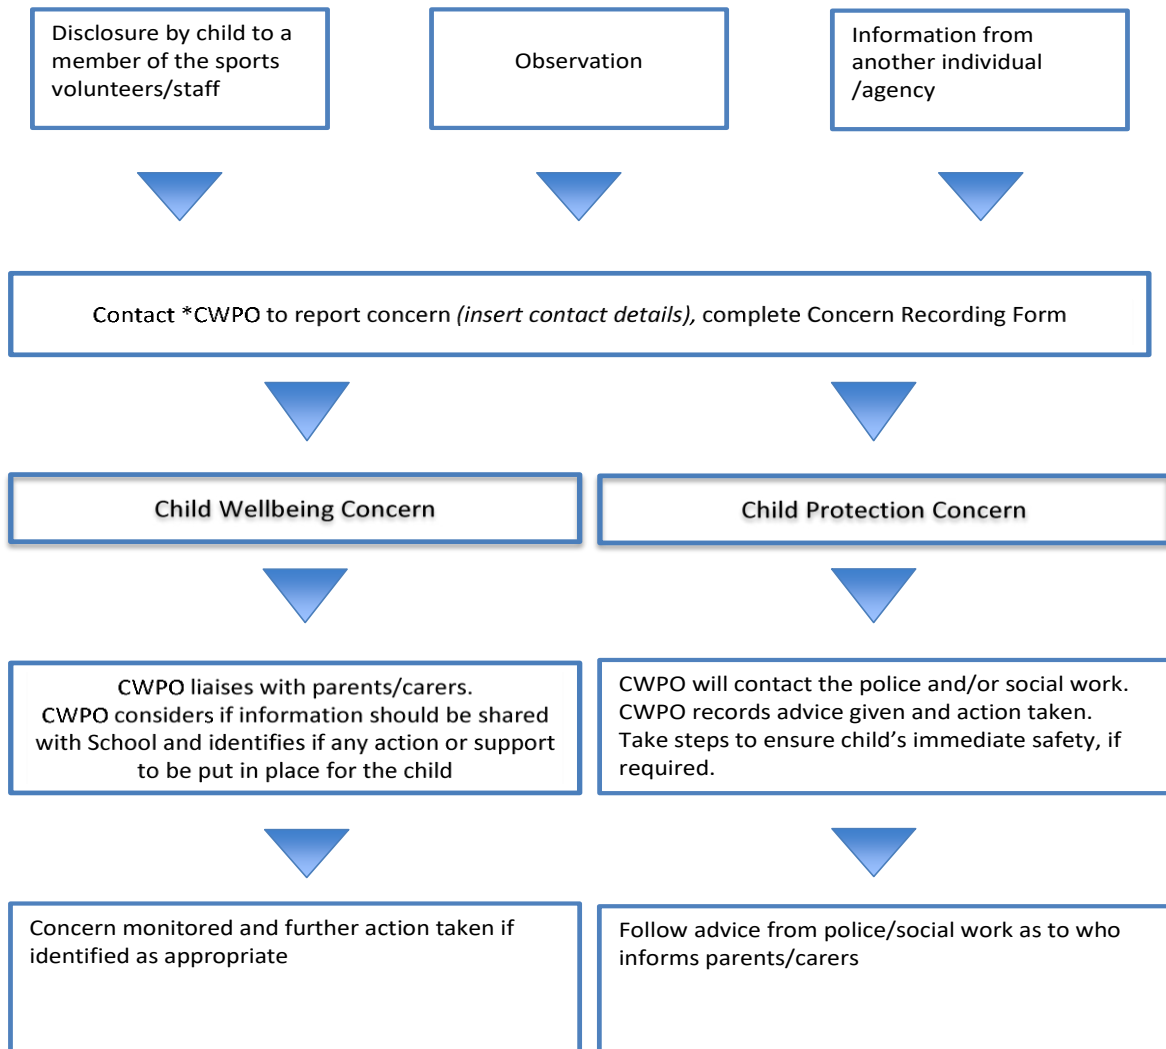 Disclosure by child to a
member of the sports
volunteers/staff
Observation
Information from
another individual
/agency
Contact *CWPO to report concern (insert contact details), complete Concern Recording Form
Child Wellbeing Concern
Child Protection Concern
CWPO liaises with parents/carers.
CWPO considers if information should be shared
with School and identifies if any action or support
to be put in place for the child
CWPO will contact the police and/or social work.
CWPO records advice given and action taken.
Take steps to ensure child’s immediate safety, if
required.
Concern monitored and further action taken if
identified as appropriate
Follow advice from police/social work as to who
informs parents/carers